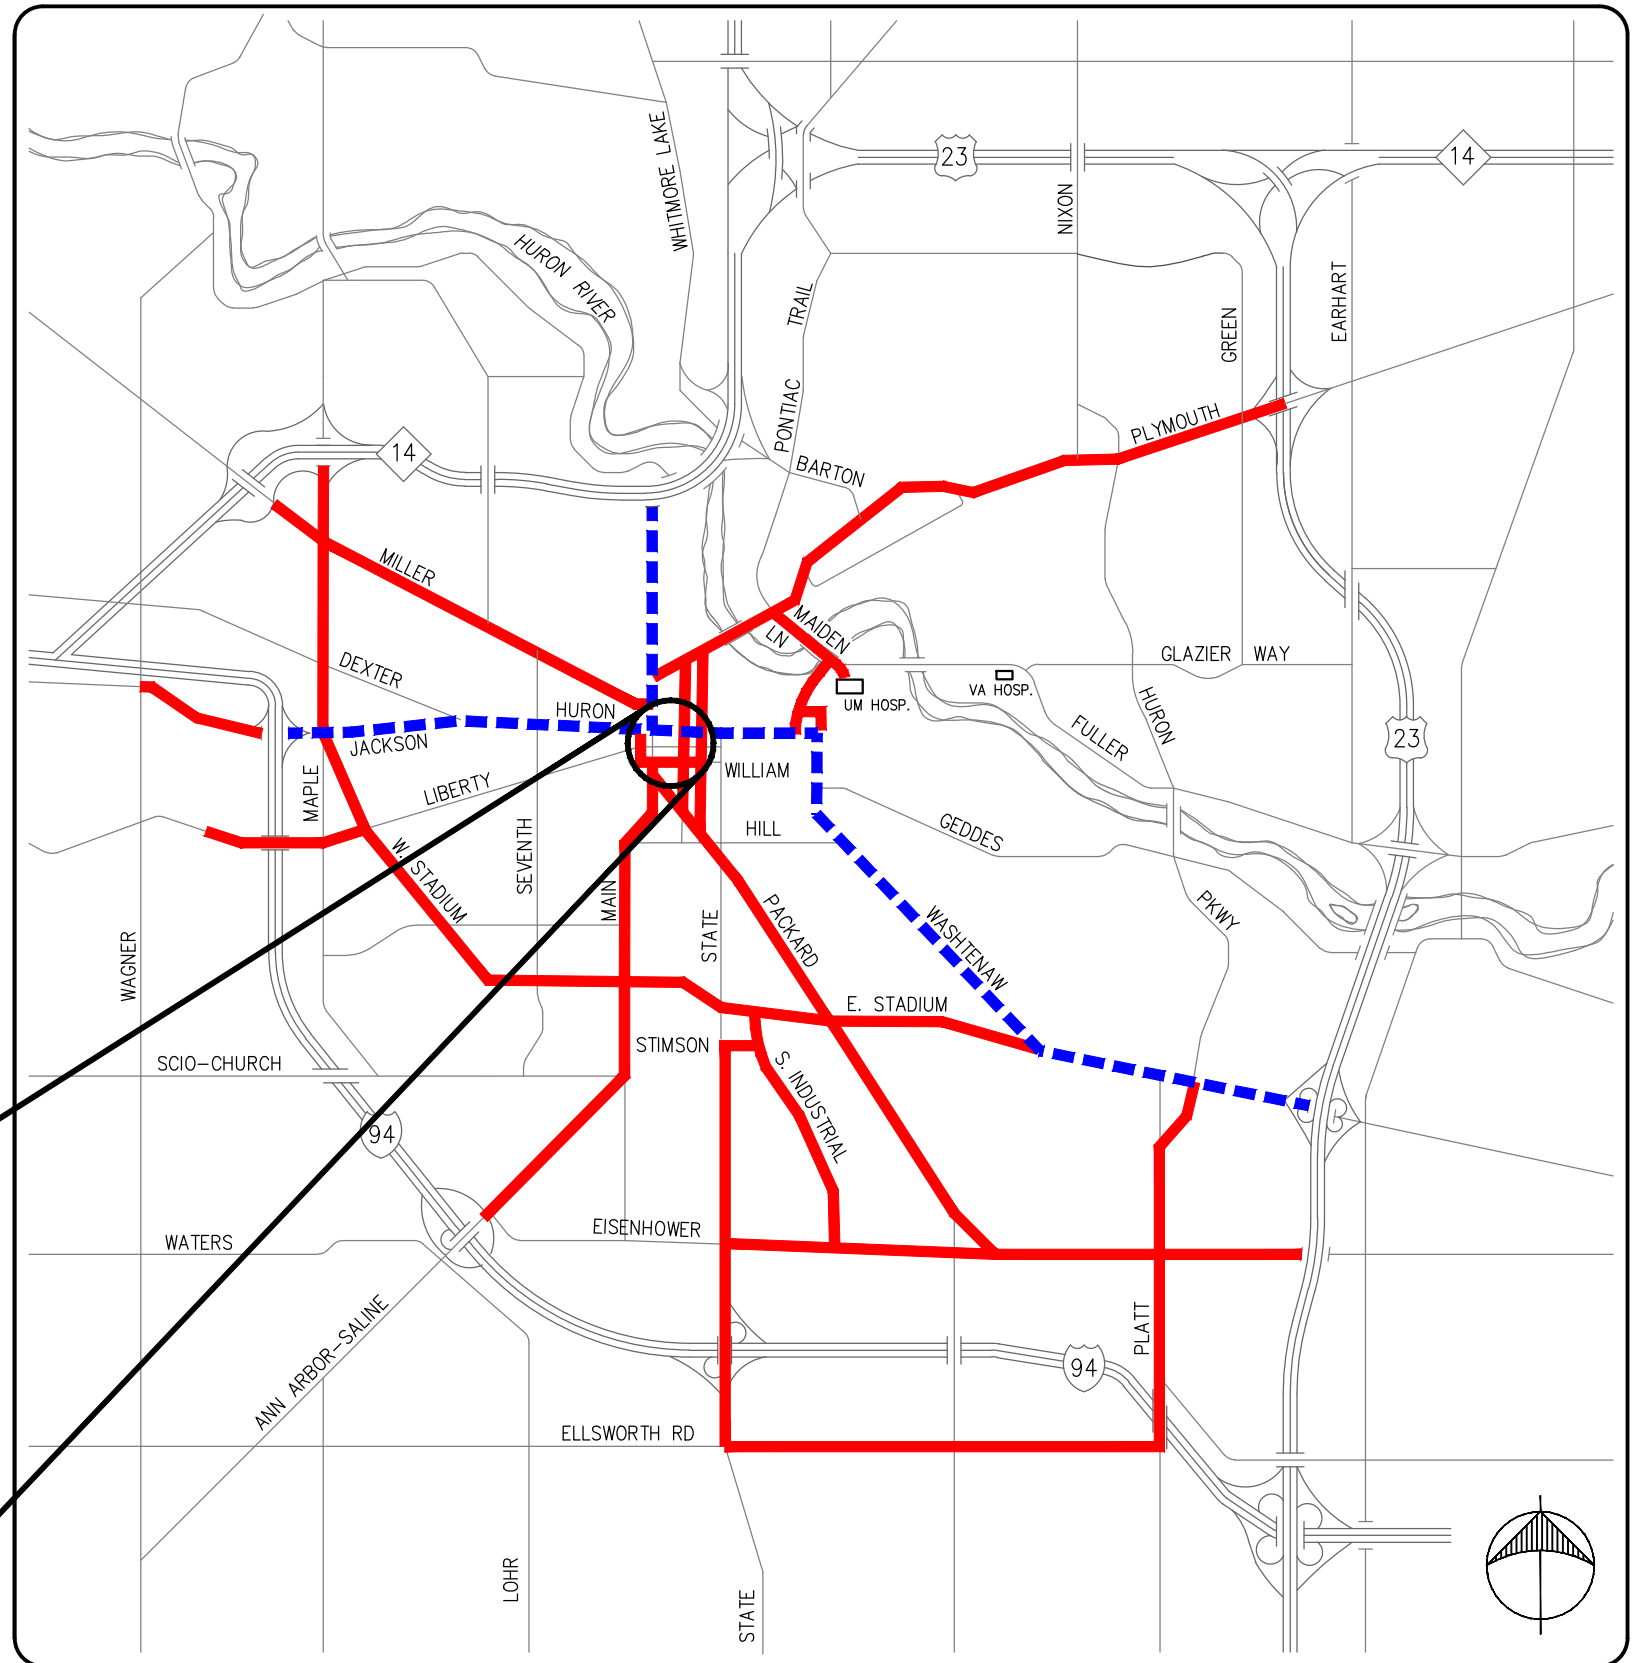 WHITMORE LAKE
23
14
NIXON
HURON RIVER
TRAIL
EARHART
GREEN
PONTIAC
PLYMOUTH
14
BARTON
MILLER
MAIDEN
LN
DEXTER
GLAZIER WAY
VA HOSP.
UM HOSP.
HURON
HURON
FULLER
23
JACKSON
WILLIAM
LIBERTY
MAPLE
HILL
GEDDES
W. STADIUM
SEVENTH
MAIN
PACKARD
STATE
WASHTENAW
PKWY
WAGNER
E. STADIUM
STIMSON
SCIO-CHURCH
S. INDUSTRIAL
94
EISENHOWER
WATERS
PLATT
ANN ARBOR-SALINE
94
ELLSWORTH RD
LOHR
STATE